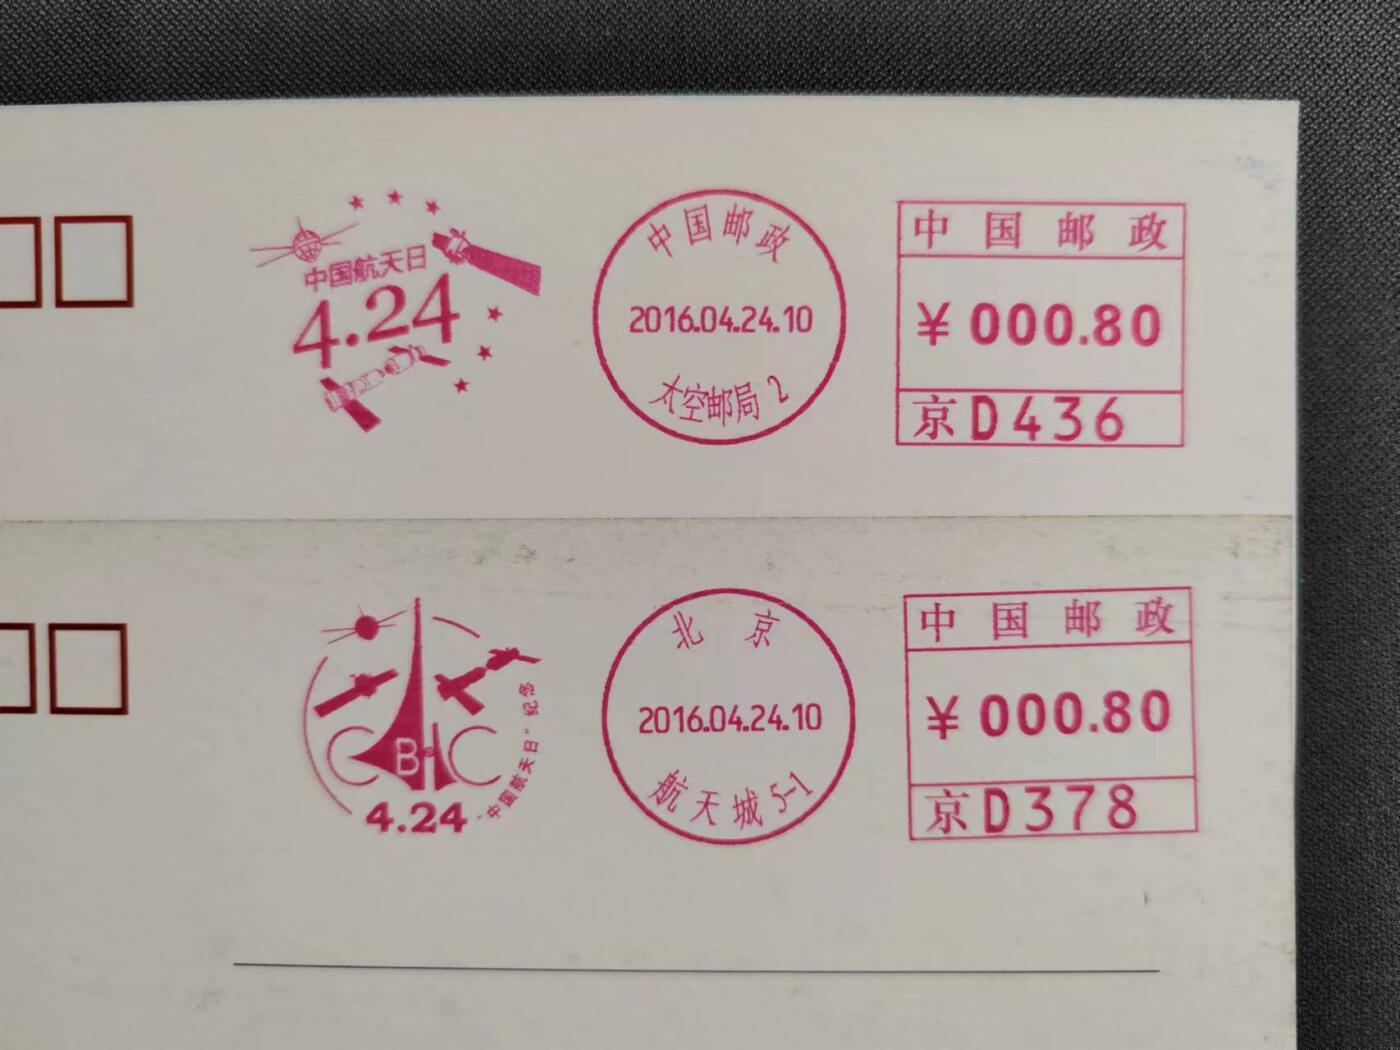 中国航天日
4.24
中国邮政
2016.04.24.10
太空邮局 2
中国邮政
¥ 000.80
京D436
CBHC
4.24
"中国航天日"纪念
北京
2016.04.24.10
航天城 5-1
中国邮政
¥ 000.80
京D378